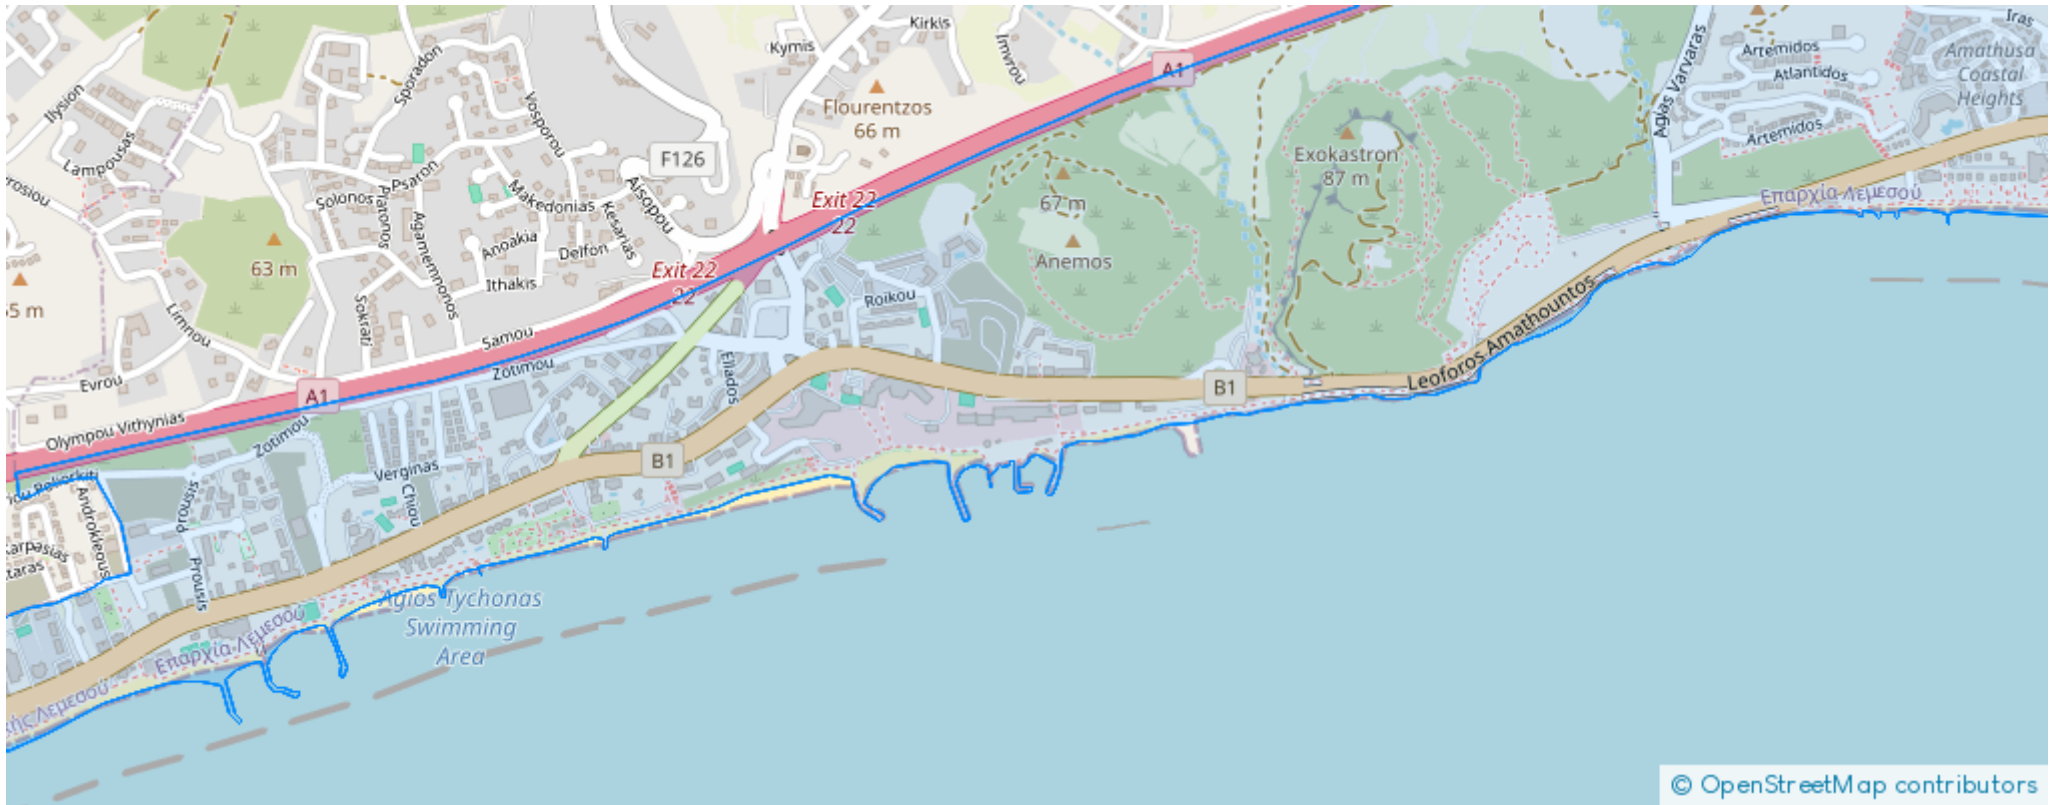 Kirkis
Kymis
Imvrou
A1
Iras
Artemidos
Atlantidos
Amathusa
Coastal
Heights
Artemidos
Agias Varvaras
Ilysion
Sporadon
Vosporou
Flourentzos
66 m
F126
Lampousas
Psaron
Solonos
Platonos
Makedonias
Aisopou
Kesarias
Agamemnonos
Anoakia
Delfon
Ithakis
Exit 22
22
Exit 22
22
67 m
Anemos
Exokastron
87 m
Επαρχία Λεμεσού
63 m
Limnou
Sokrati
Samou
Roikou
Zotimou
Eliados
Evrou
A1
Olympou Vithynias
Zotimou
B1
Leoforos Amathountos
B1
Verginas
Chiou
Prousis
Androkleous
Karpasias
Prousis
Επαρχία Λεμεσού
Agios Tychonas
Swimming
Area
© OpenStreetMap contributors